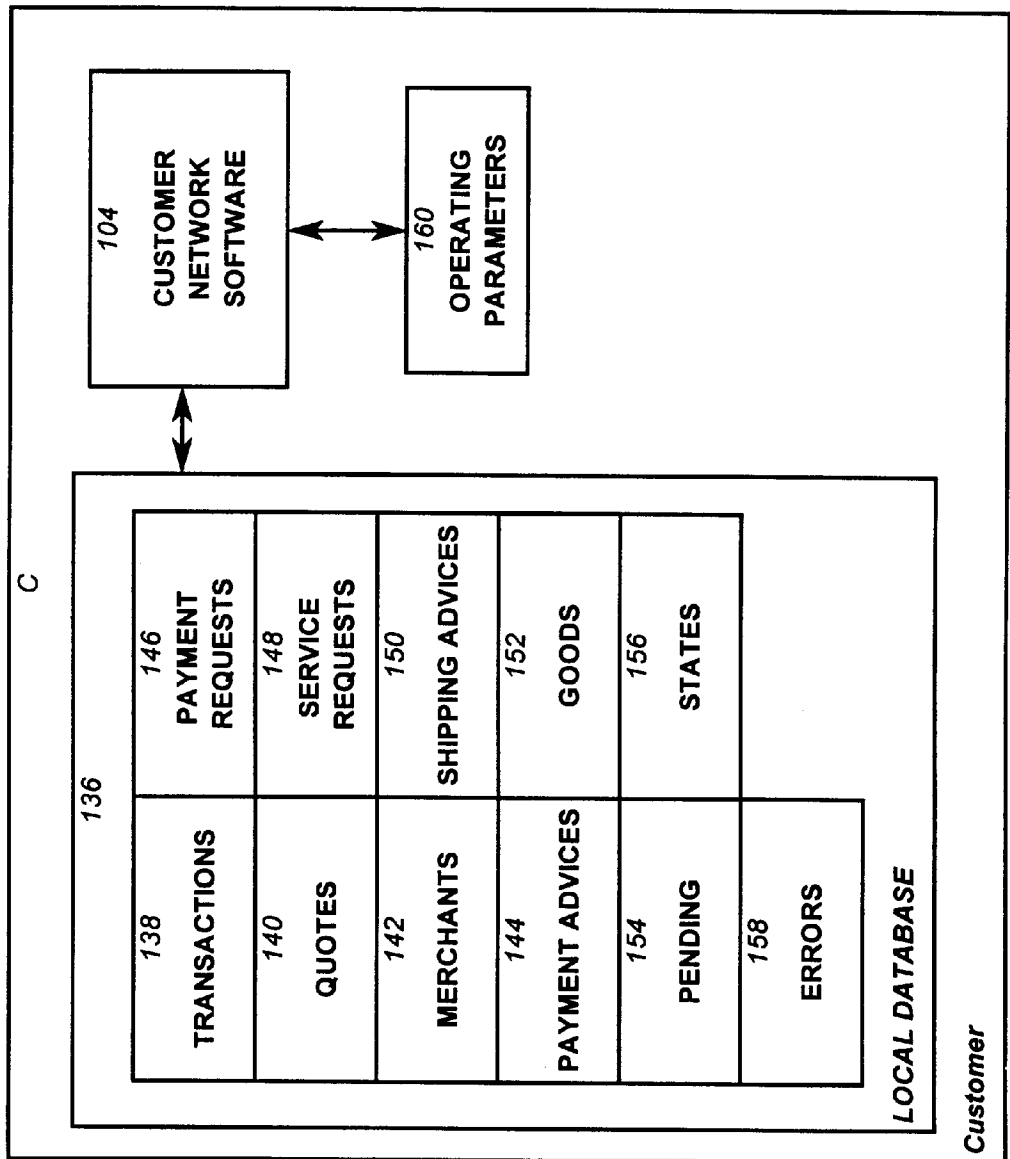 C
136
138
TRANSACTIONS
146
PAYMENT
REQUESTS
140
QUOTES
148
SERVICE
REQUESTS
142
MERCHANTS
150
SHIPPING ADVICES
144
PAYMENT ADVICES
152
GOODS
154
PENDING
156
STATES
158
ERRORS
LOCAL DATABASE
104
CUSTOMER
NETWORK
SOFTWARE
160
OPERATING
PARAMETERS
Customer